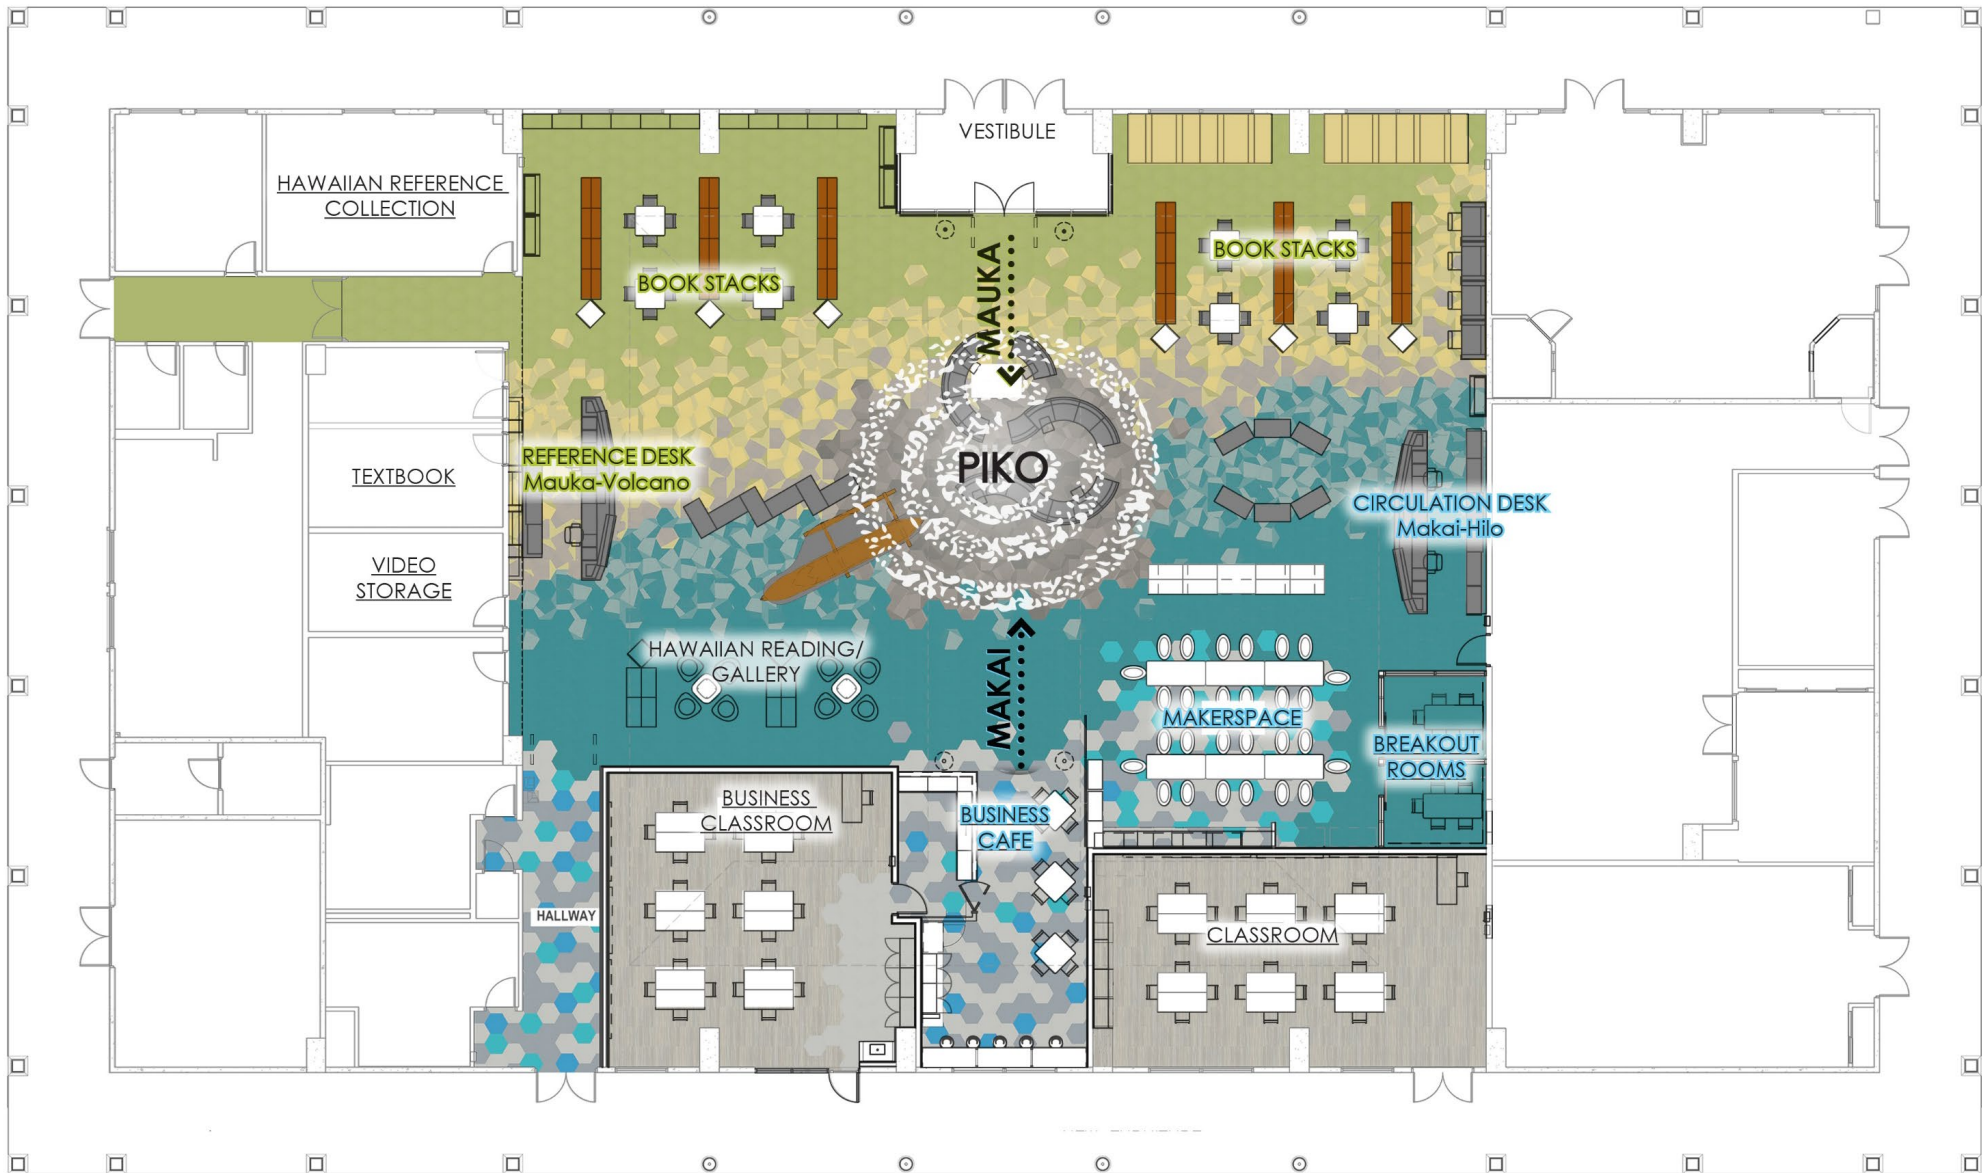 VESTIBULE
HAWAIIAN REFERENCE
COLLECTION
BOOK STACKS
BOOK STACKS
MAUKA
REFERENCE DESK
Mauka-Volcano
PIKO
TEXTBOOK
CIRCULATION DESK
Makai-Hilo
VIDEO
STORAGE
HAWAIIAN READING/
GALLERY
MAKAI
MAKERSPACE
BREAKOUT
ROOMS
BUSINESS
CLASSROOM
BUSINESS
CAFE
HALLWAY
CLASSROOM